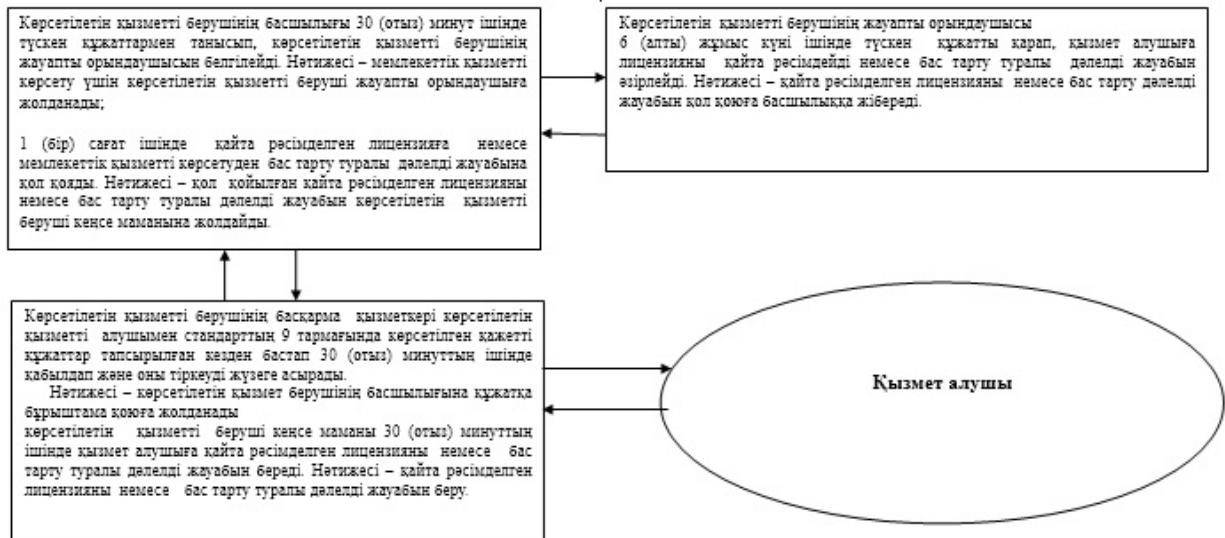 Көрсетілетін қызметті берушінің басшылығы 30 (отыз) минут ішінде
түскен құжаттармен танысып, көрсетілетін қызметті берушінің
жауапты орындаушысын белгілейді. Нәтижесі – мемлекеттік қызметті
көрсету үшін көрсетілетін қызметті беруші жауапты орындаушыға
жолданады;
1 (бір) сағат ішінде қайта рәсімделген лицензияға немесе
мемлекеттік қызметті көрсетуден бас тарту туралы дәлелді жауабына
қол қояды. Нәтижесі – қол қойылған қайта рәсімделген лицензияны
немесе бас тарту туралы дәлелді жауабын көрсетілетін қызметті
беруші кеңсе маманына жолдайды.
Көрсетілетін қызметті берушінің жауапты орындаушысы
6 (алты) жұмыс күні ішінде түскен құжатты қарап, қызмет алушыға
лицензияны қайта рәсімдейді немесе бас тарту туралы дәлелді жауабын
әзірлейді. Нәтижесі – қайта рәсімделген лицензияны немесе бас тарту дәлелді
жауабын қол қоюға басшылыққа жібереді.
Көрсетілетін қызметті берушінің басқарма қызметкері көрсетілетін
қызметті алушымен стандарттың 9 тармағында көрсетілген қажетті
құжаттар тапсырылған кезден бастап 30 (отыз) минуттың ішінде
қабылдап және оны тіркеуді жүзеге асырады.
Нәтижесі – көрсетілетін қызмет берушінің басшылығына құжатқа
бұрыштама қоюға жолданады
көрсетілетін қызметті беруші кеңсе маманы 30 (отыз) минуттың
ішінде қызмет алушыға қайта рәсімделген лицензияны немесе бас
тарту туралы дәлелді жауабын береді. Нәтижесі – қайта рәсімделген
лицензияны немесе бас тарту туралы дәлелді жауабын беру.
Қызмет алушы